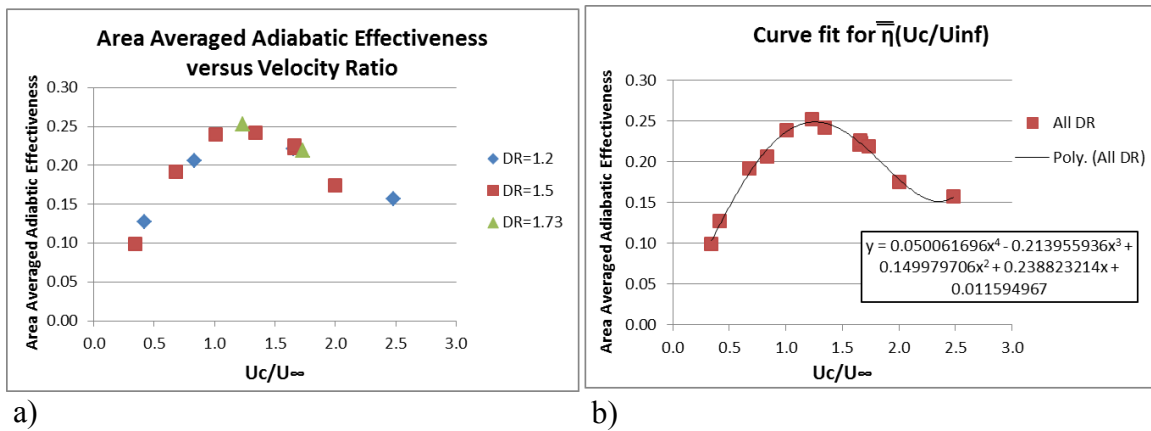 Area Averaged Adiabatic Effectiveness
versus Velocity Ratio
Area Averaged Adiabatic Effectiveness
0.30
0.25
0.20
0.15
0.10
0.05
0.00
0.0 0.5 1.0 1.5 2.0 2.5 3.0
Uc/U∞
DR=1.2
DR=1.5
DR=1.73
a)
Curve fit for η̿(Uc/Uinf)
Area Averaged Adiabatic Effectiveness
0.30
0.25
0.20
0.15
0.10
0.05
0.00
0.0 0.5 1.0 1.5 2.0 2.5 3.0
Uc/U∞
All DR
Poly. (All DR)
y = 0.050061696x⁴ - 0.213955936x³ +
0.149979706x² + 0.238823214x +
0.011594967
b)